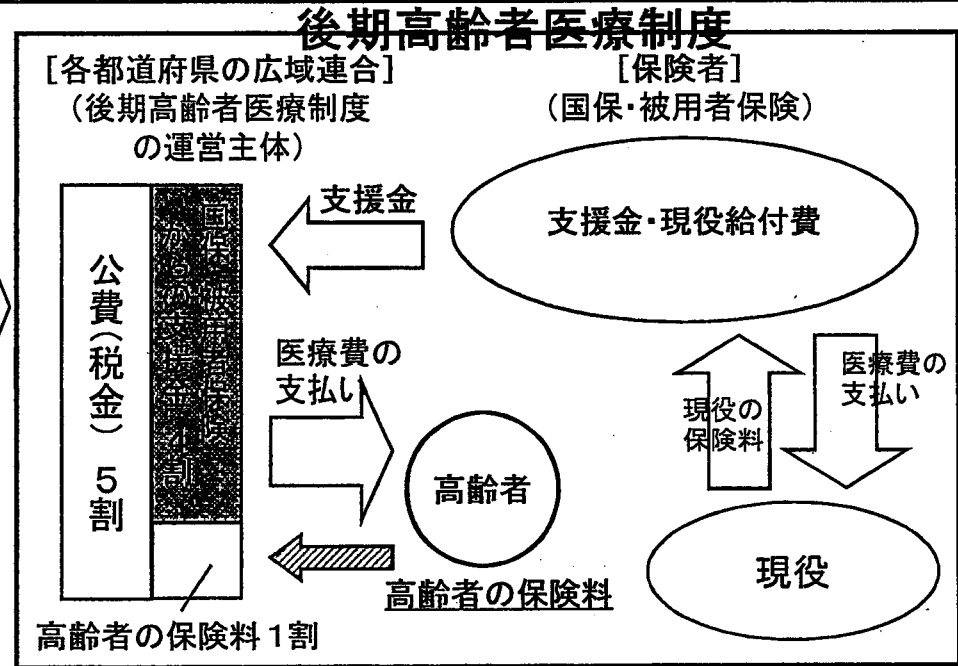 後期高齢者医療制度
[各都道府県の広域連合]
(後期高齢者医療制度
の運営主体)
[保険者]
(国保・被用者保険)
支援金
支援金・現役給付費
公費(税金) 5割
国保・被用者保険
からの支援金4割
医療費の
支払い
高齢者
現役の
保険料
医療費の
支払い
高齢者の保険料
現役
高齢者の保険料1割